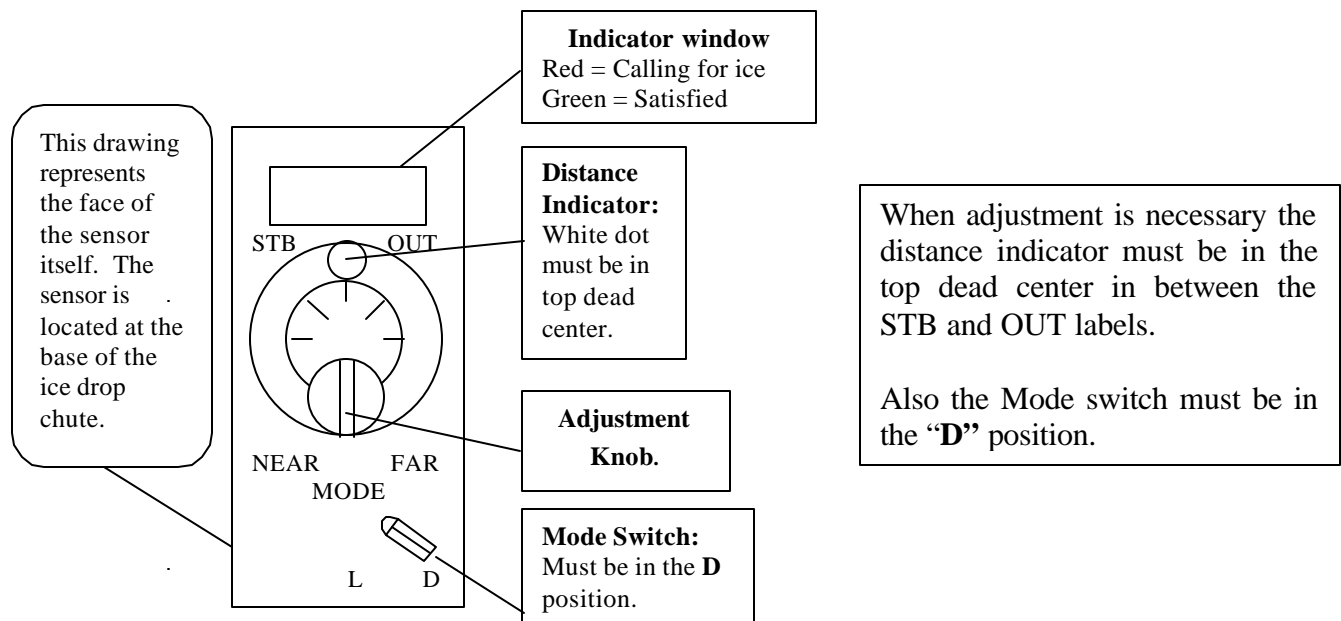 Indicator window
Red = Calling for ice
Green = Satisfied
This drawing
represents
the face of
the sensor
itself. The
sensor is
located at the
base of the
ice drop
chute.
STB
OUT
Distance
Indicator:
White dot
must be in
top dead
center.
When adjustment is necessary the
distance indicator must be in the
top dead center in between the
STB and OUT labels.
Also the Mode switch must be in
the “D” position.
Adjustment
Knob.
NEAR
FAR
MODE
L
D
Mode Switch:
Must be in the D
position.